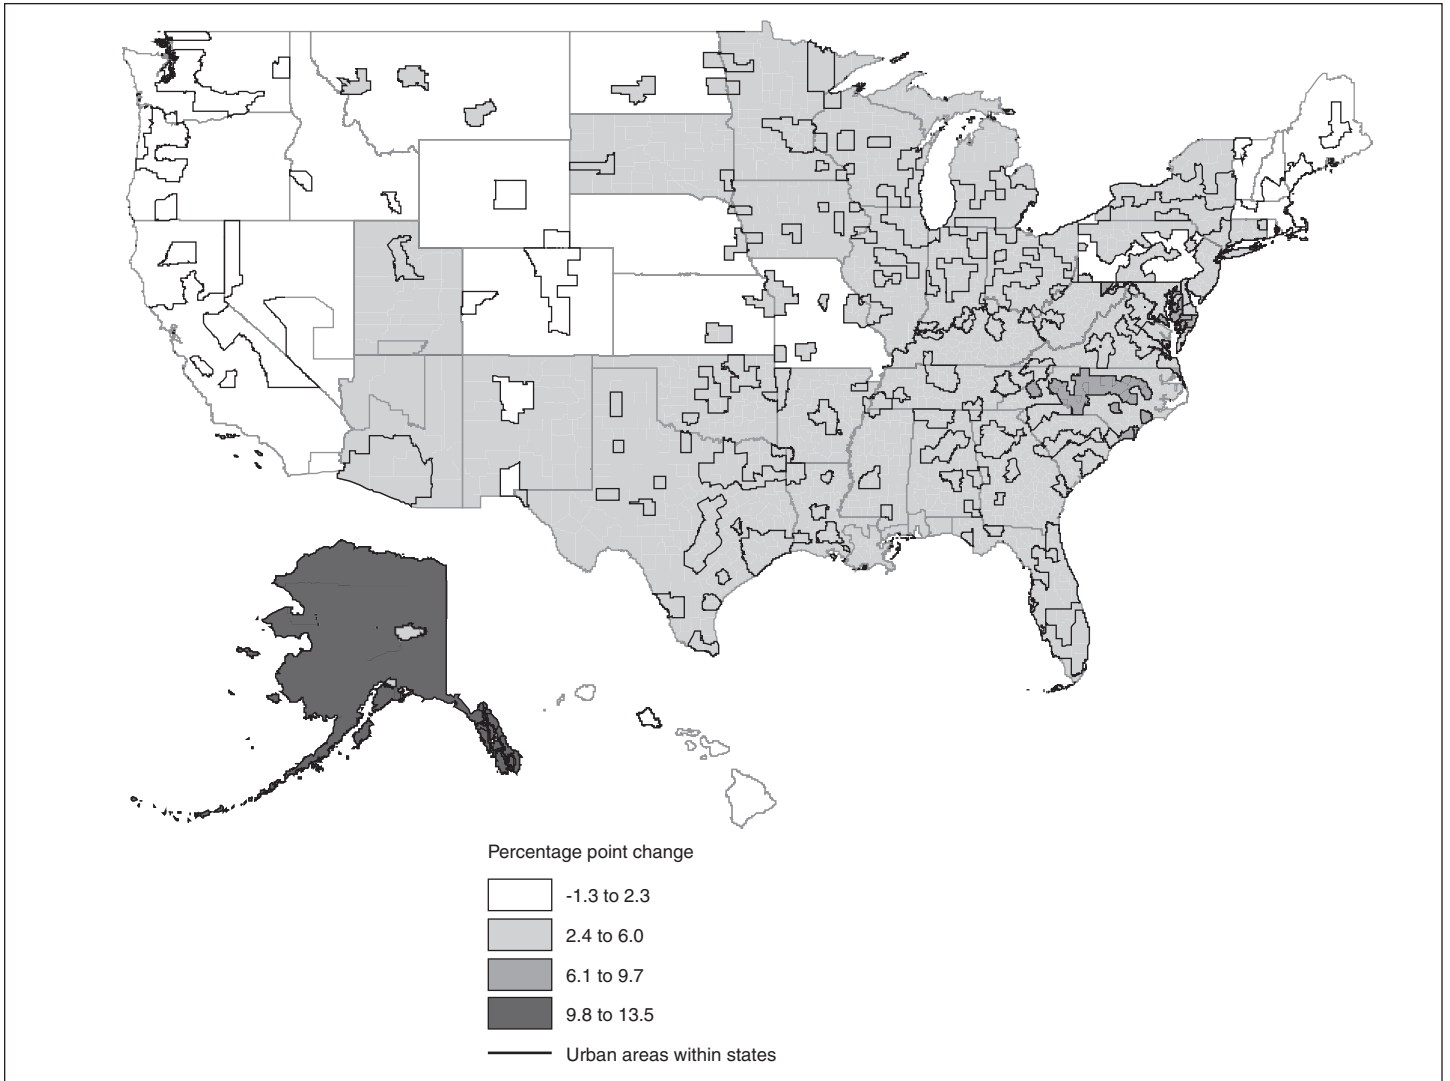 Percentage point change
-1.3 to 2.3
2.4 to 6.0
6.1 to 9.7
9.8 to 13.5
Urban areas within states